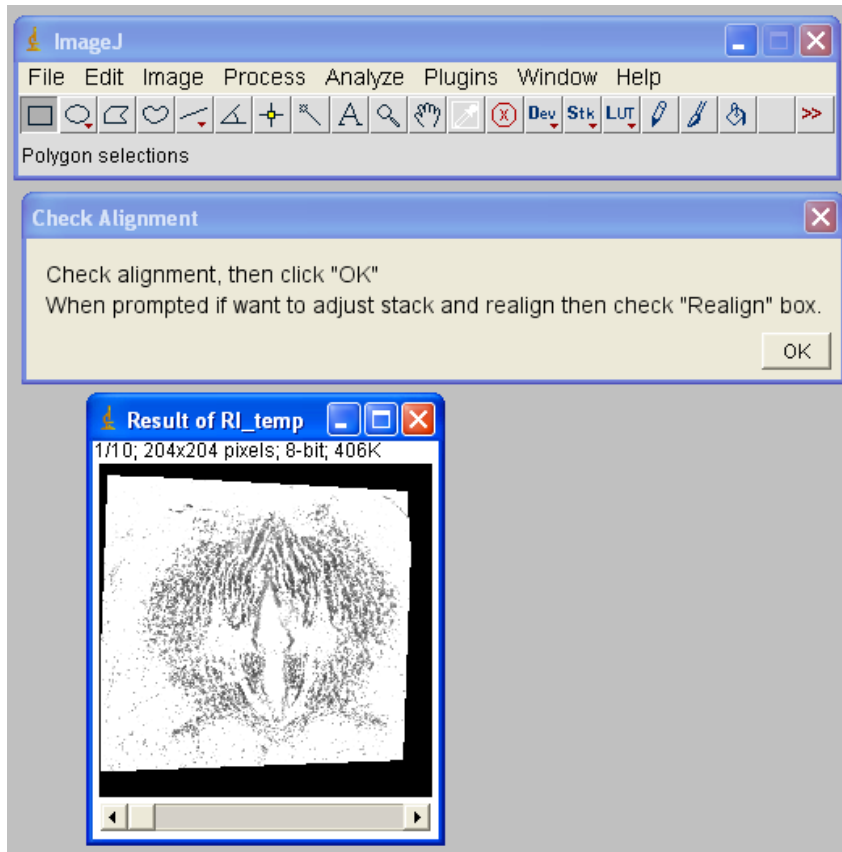 ImageJ
File Edit Image Process Analyze Plugins Window Help
A Dev Stk LUT >>
Polygon selections
Check Alignment
Check alignment, then click "OK"
When prompted if want to adjust stack and realign then check "Realign" box.
OK
Result of RI_temp
1/10; 204x204 pixels; 8-bit; 406K